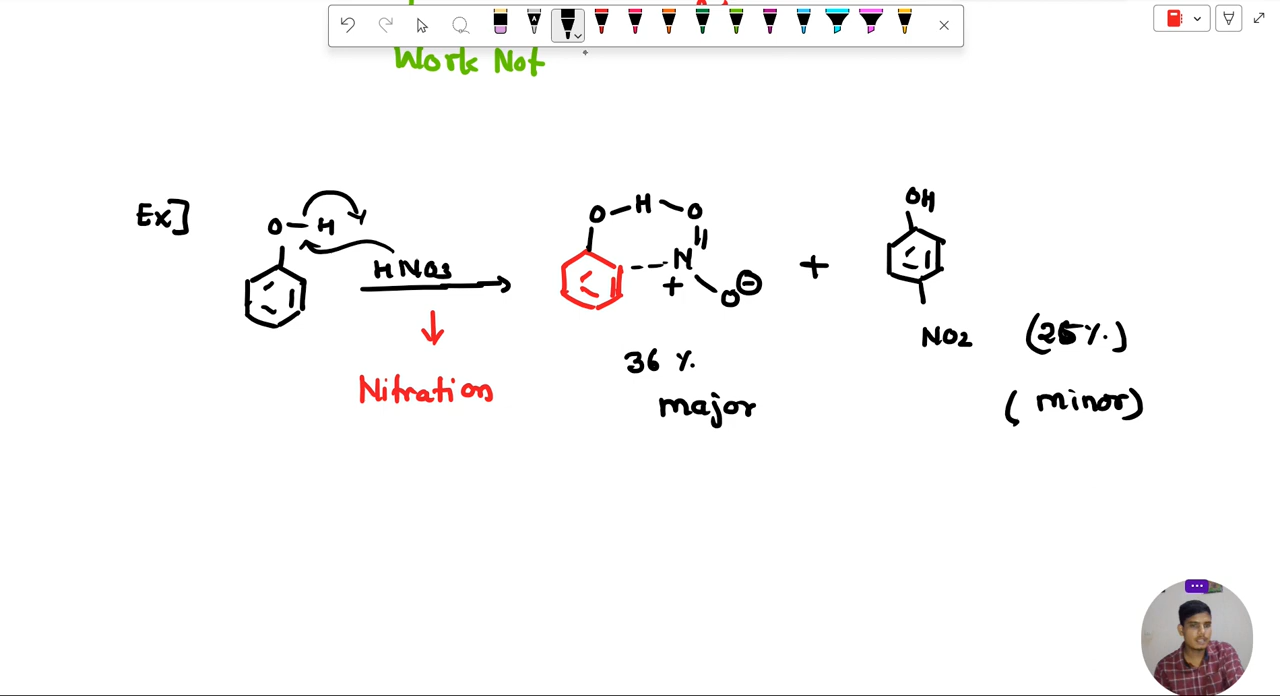 Work Not
Ex]
O—H
HNO3
Nitration
O—H—O
N
+
O⊖
36 %.
major
+
OH
NO2
(25%.)
(minor)